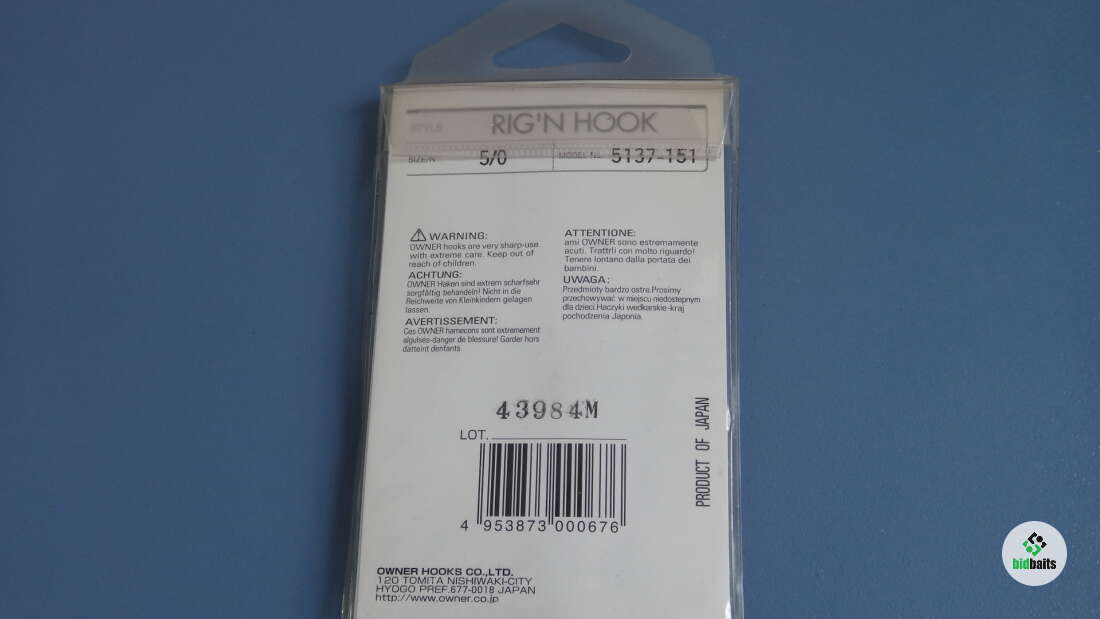 STYLE RIG'N HOOK
SIZE/N 5/0 MODEL No. 5137-151
WARNING:
OWNER hooks are very sharp-use
with extreme care. Keep out of
reach of children.
ACHTUNG:
OWNER Haken sind extrem scharfsehr
sorgfältig behandeln! Nicht in die
Reichweite von Kleinkindern gelagen
lassen.
AVERTISSEMENT:
Ces OWNER hamecons sont extremement
aiguisés-danger de blessure! Garder hors
datteint denfants.
ATTENTIONE:
ami OWNER sono estremamente
acuti. Trattrli con molto riguardo!
Tenere lontano dalla portata dei
bambini.
UWAGA:
Przedmioty bardzo ostre.Prosimy
przechowywać w miejscu niedostepnym
dla dzieci.Haczyki wedkarskie-kraj
pochodzenia Japonia.
43984M
LOT.
4 953873 000676
PRODUCT OF JAPAN
OWNER HOOKS CO.,LTD.
120 TOMITA NISHIWAKI-CITY
HYOGO PREF.677-0018 JAPAN
http://www.owner.co.jp
bidbaits